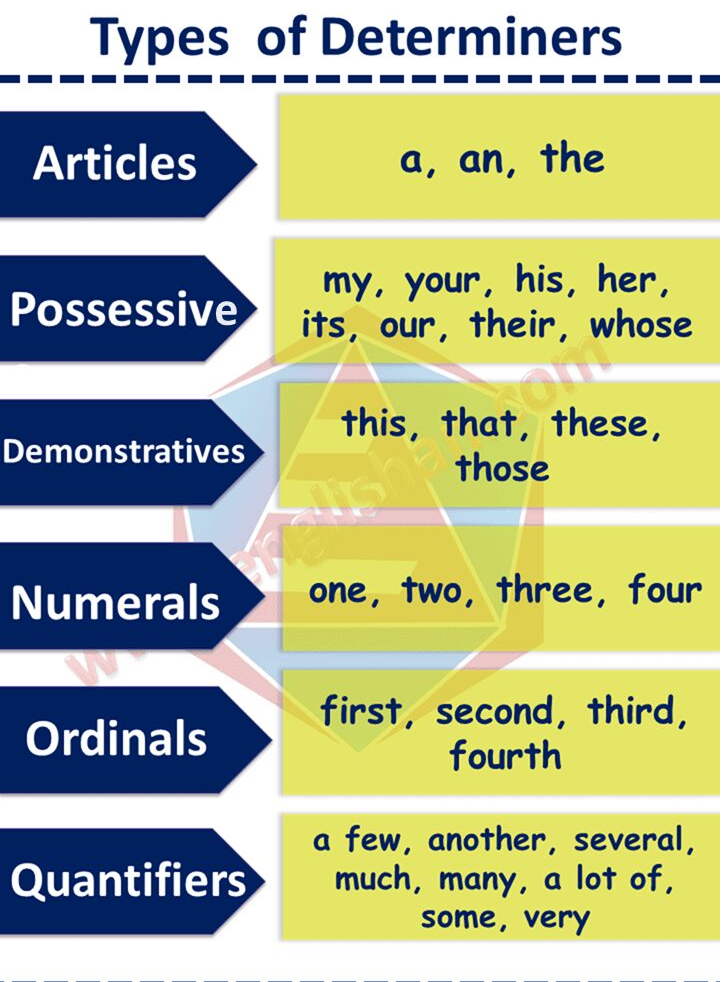 Types of Determiners
Articles
a, an, the
Possessive
my, your, his, her,
its, our, their, whose
Demonstratives
this, that, these,
those
Numerals
one, two, three, four
Ordinals
first, second, third,
fourth
Quantifiers
a few, another, several,
much, many, a lot of,
some, very